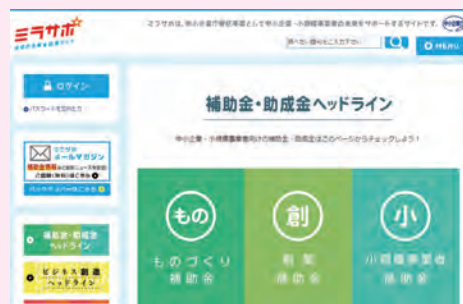 ミラサポ
ミラサポは、中小企業庁委託事業として中小企業・小規模事業者の未来をサポートするサイトです。
MENU
ログイン
パスワードを忘れた方
補助金・助成金ヘッドライン
中小企業・小規模事業者向けの補助金・助成金はこのページからチェックしよう！
ミラサポ
メールマガジン
もの
ものづくり
補助金
創
創業
補助金
小
小規模事業者
補助金
補助金・助成金
ヘッドライン
ビジネス創造
ヘッドライン